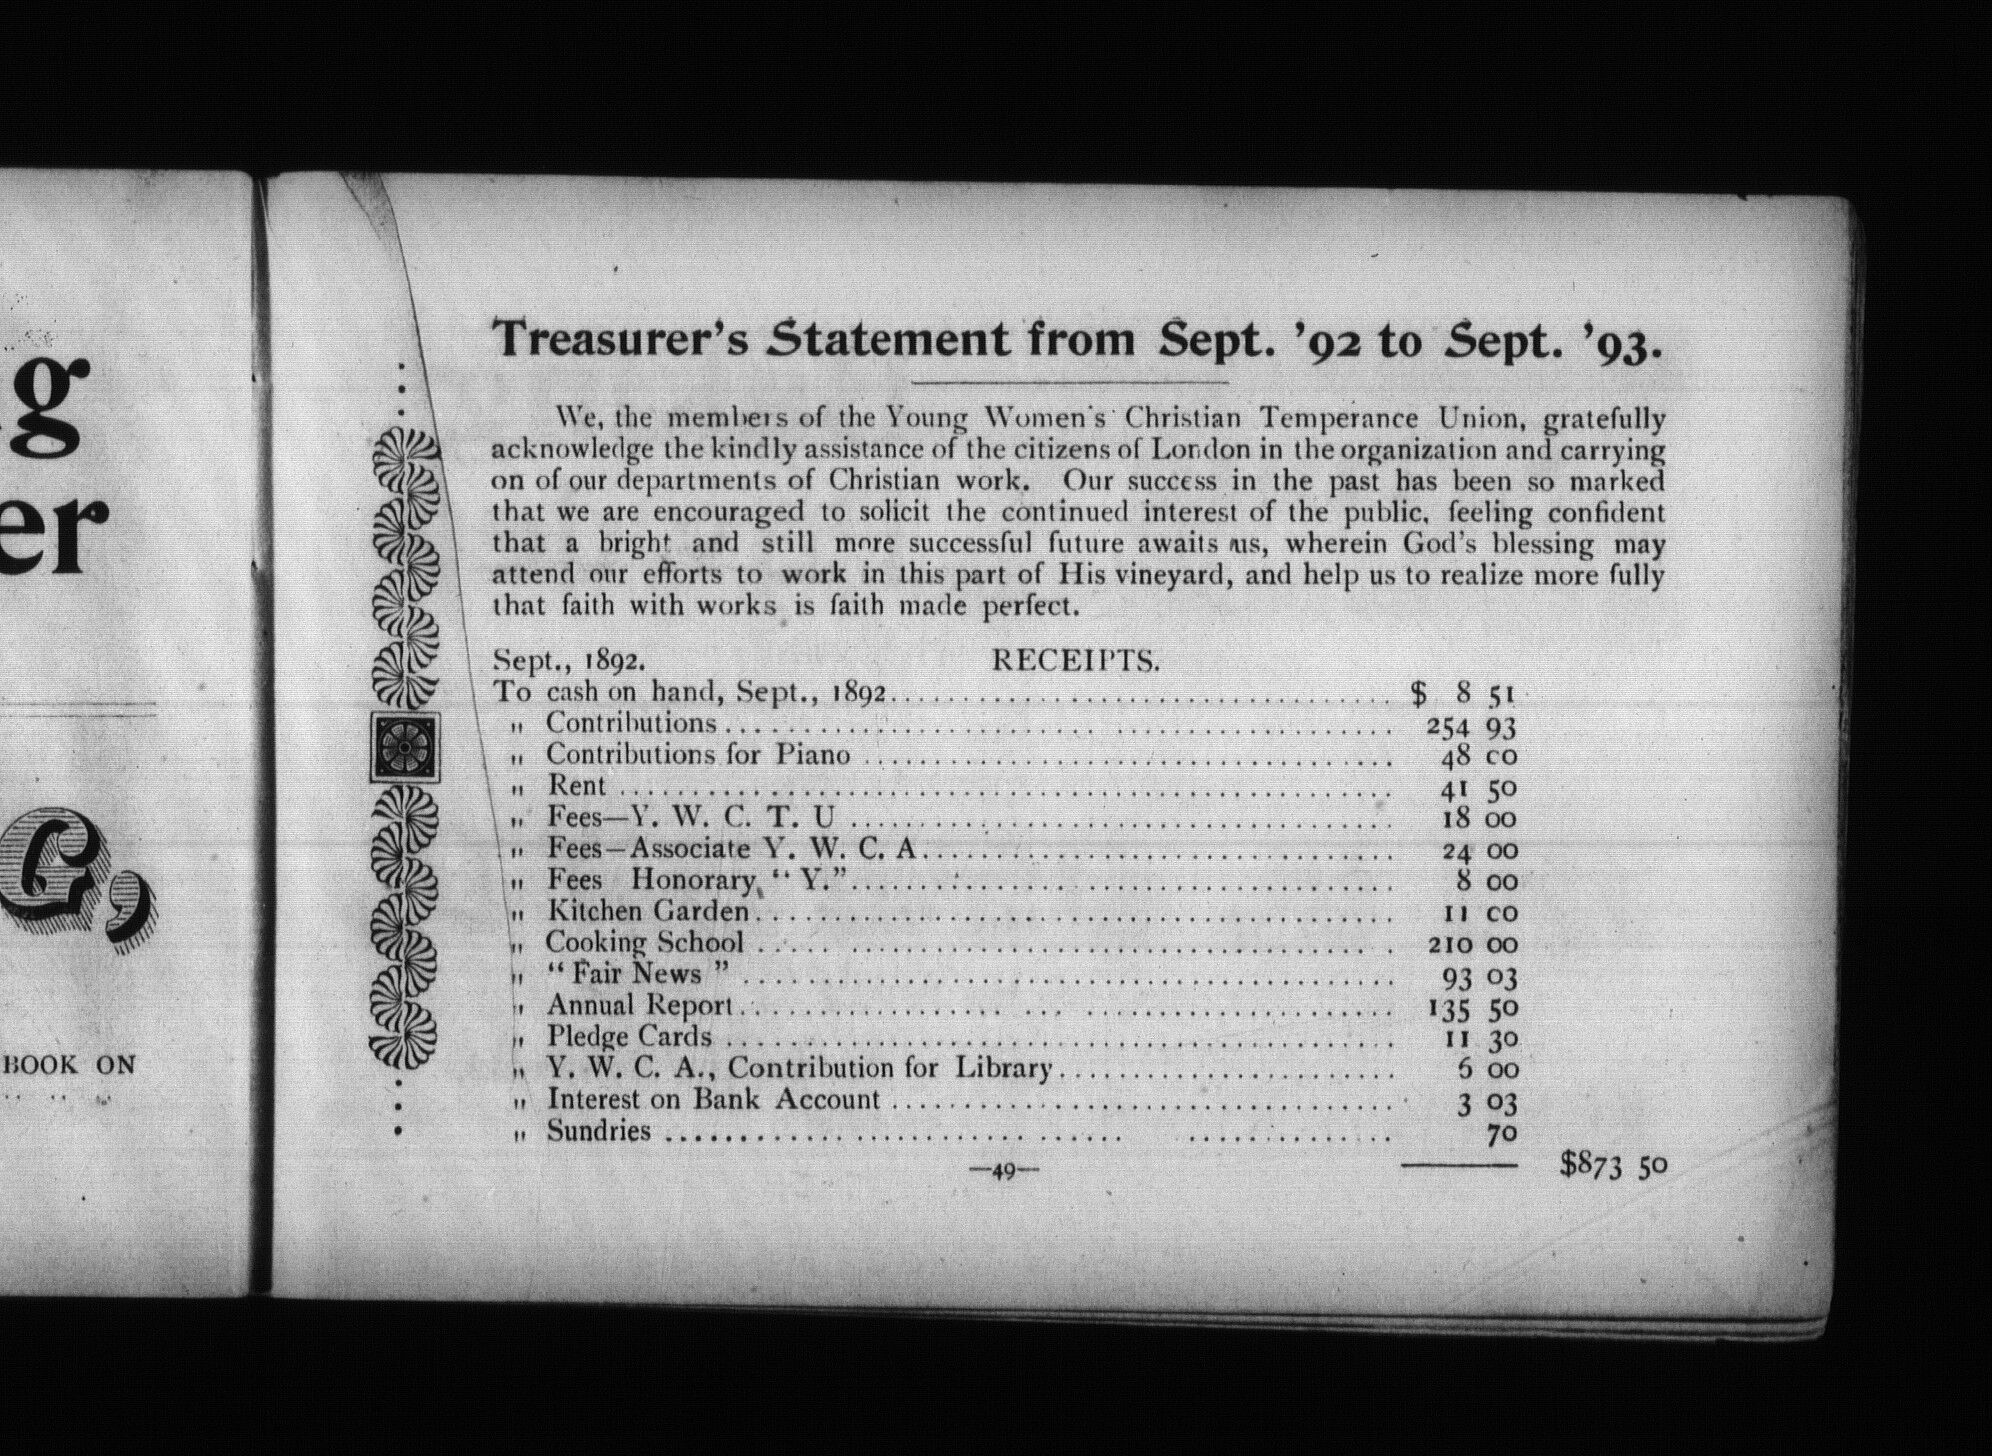 g
er
G,
BOOK ON
Treasurer's Statement from Sept. '92 to Sept. '93.
We, the members of the Young Women's Christian Temperance Union, gratefully
acknowledge the kindly assistance of the citizens of London in the organization and carrying
on of our departments of Christian work. Our success in the past has been so marked
that we are encouraged to solicit the continued interest of the public, feeling confident
that a bright and still more successful future awaits us, wherein God's blessing may
attend our efforts to work in this part of His vineyard, and help us to realize more fully
that faith with works is faith made perfect.
Sept., 1892. RECEIPTS.
To cash on hand, Sept., 1892 $ 8 51
" Contributions 254 93
" Contributions for Piano 48 00
" Rent 41 50
" Fees—Y. W. C. T. U 18 00
" Fees—Associate Y. W. C. A. 24 00
" Fees Honorary, “ Y.” 8 00
" Kitchen Garden 11 00
" Cooking School 210 00
" “ Fair News ” 93 03
" Annual Report 135 50
" Pledge Cards 11 30
" Y. W. C. A., Contribution for Library 6 00
" Interest on Bank Account 3 03
" Sundries 70
$873 50
—49—